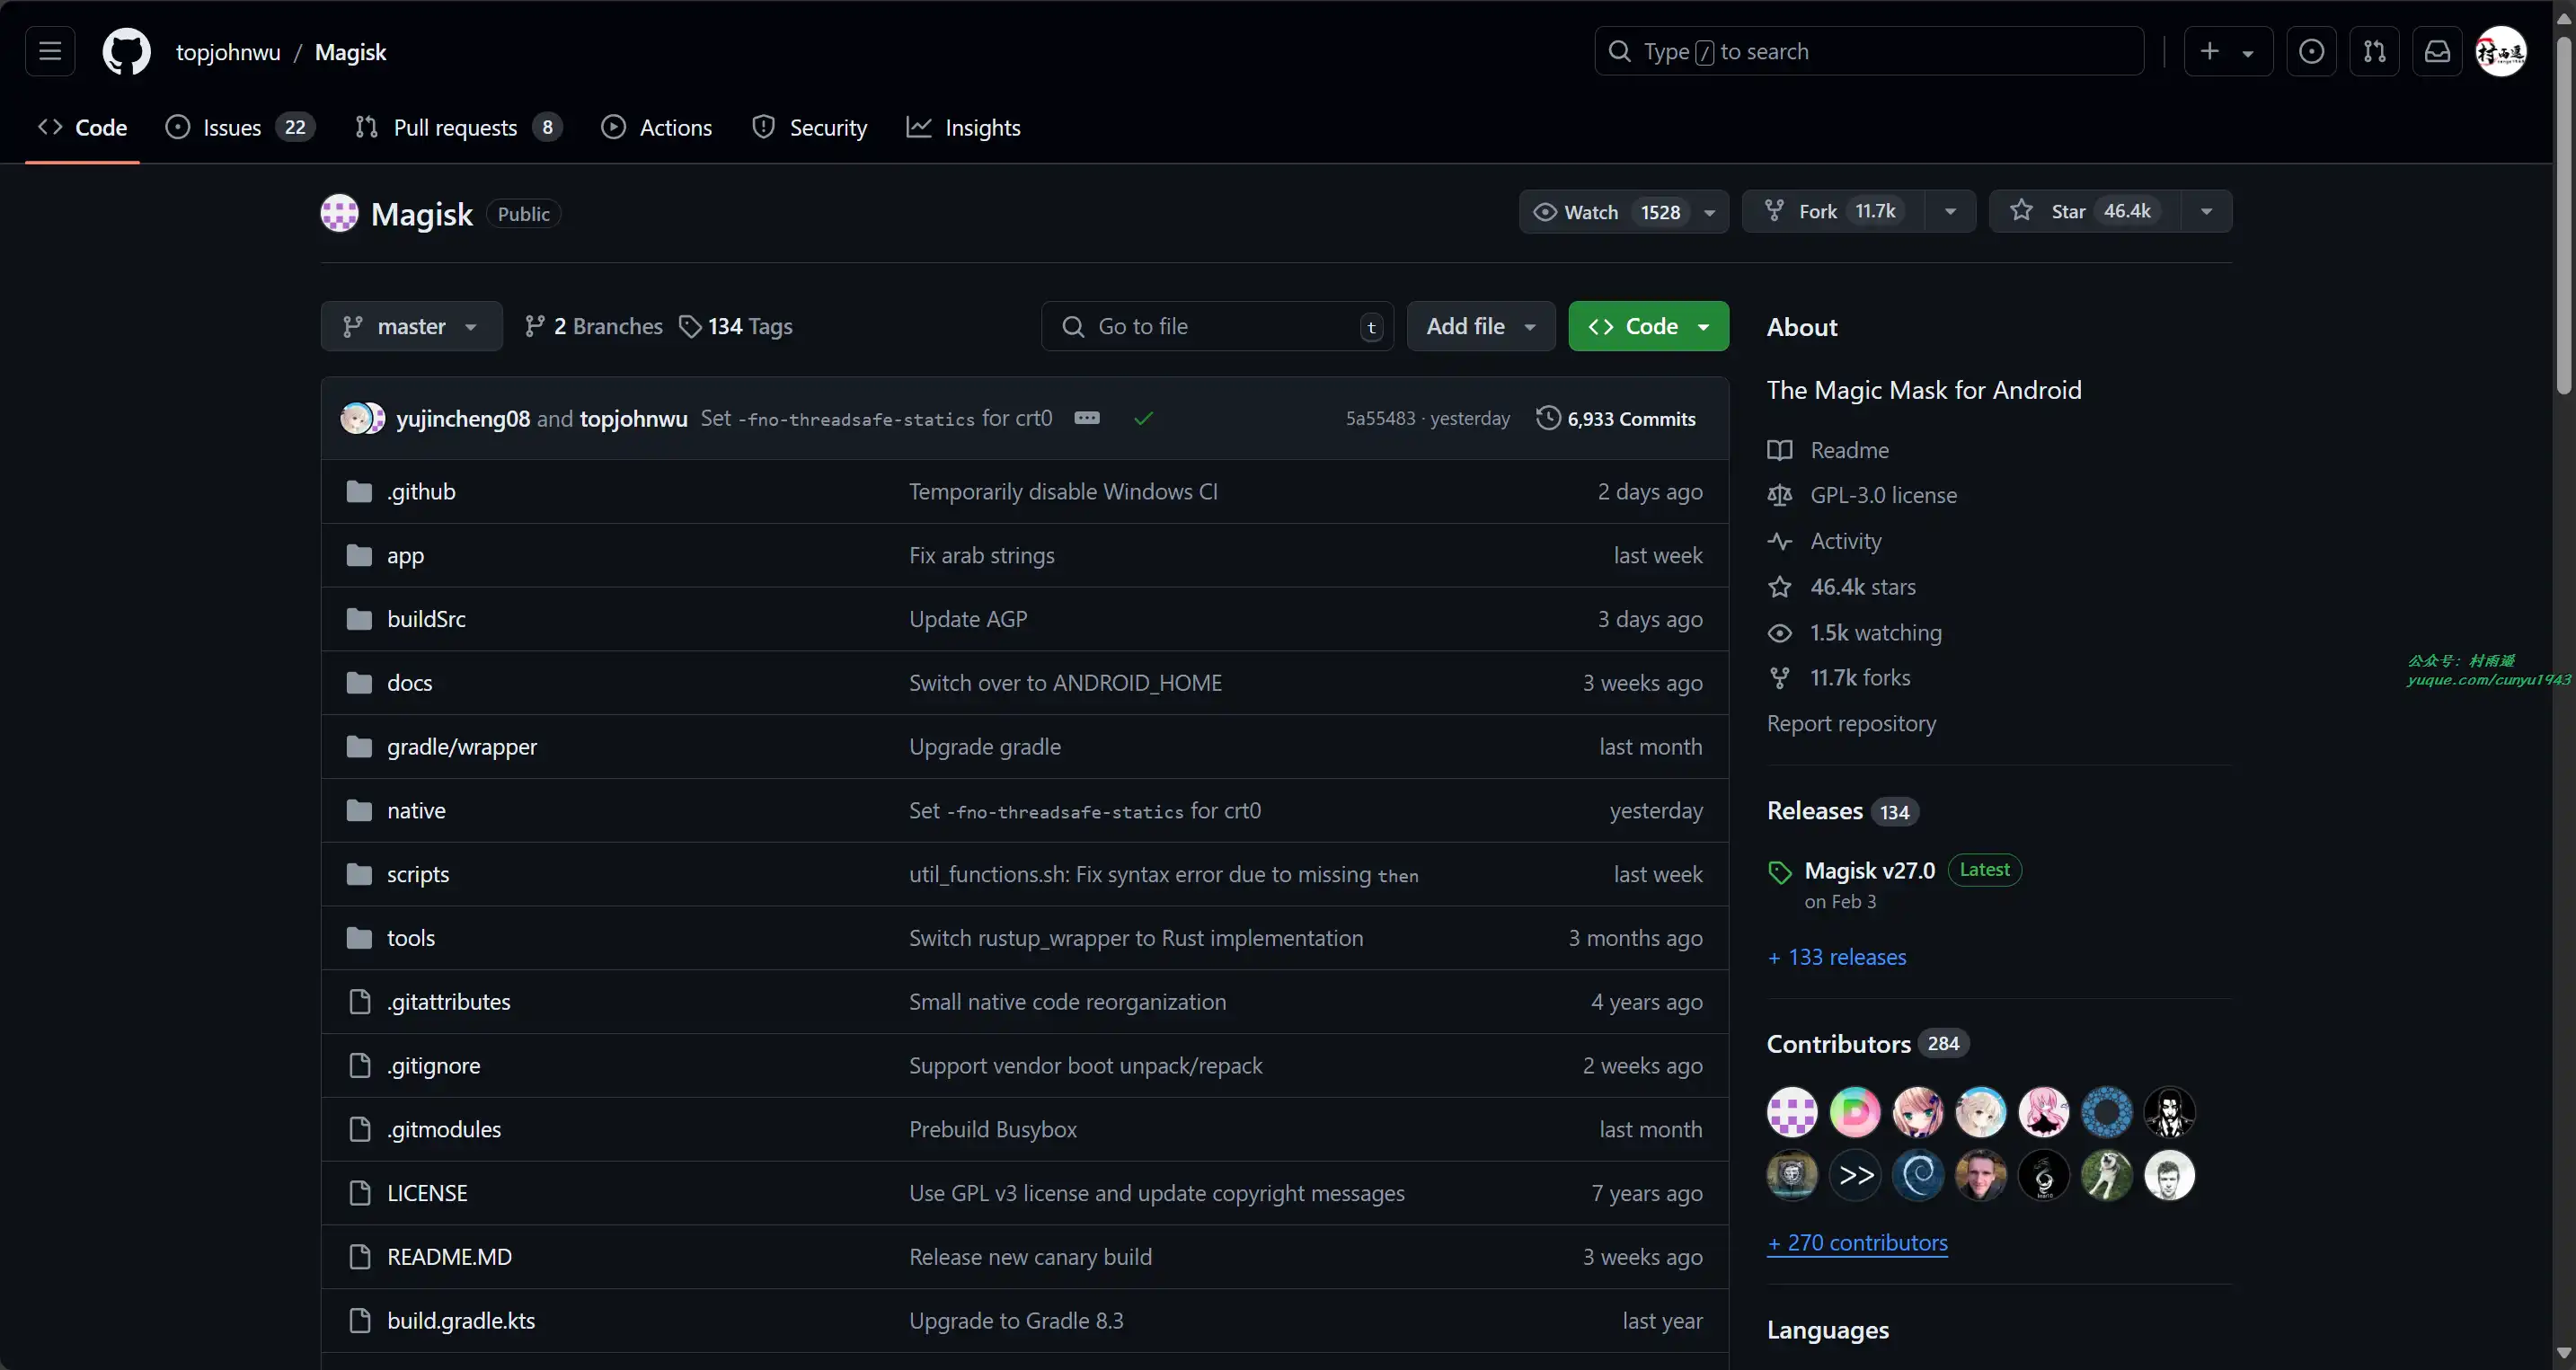 topjohnwu / Magisk
Type / to search
Code
Issues 22
Pull requests 8
Actions
Security
Insights
Magisk Public
Watch 1528
Fork 11.7k
Star 46.4k
master
2 Branches
134 Tags
Go to file t
Add file
Code
yujincheng08 and topjohnwu Set -fno-threadsafe-statics for crt0
5a55483 · yesterday
6,933 Commits
.github Temporarily disable Windows CI 2 days ago
app Fix arab strings last week
buildSrc Update AGP 3 days ago
docs Switch over to ANDROID_HOME 3 weeks ago
gradle/wrapper Upgrade gradle last month
native Set -fno-threadsafe-statics for crt0 yesterday
scripts util_functions.sh: Fix syntax error due to missing then last week
tools Switch rustup_wrapper to Rust implementation 3 months ago
.gitattributes Small native code reorganization 4 years ago
.gitignore Support vendor boot unpack/repack 2 weeks ago
.gitmodules Prebuild Busybox last month
LICENSE Use GPL v3 license and update copyright messages 7 years ago
README.MD Release new canary build 3 weeks ago
build.gradle.kts Upgrade to Gradle 8.3 last year
About
The Magic Mask for Android
Readme
GPL-3.0 license
Activity
46.4k stars
1.5k watching
11.7k forks
Report repository
Releases 134
Magisk v27.0 Latest
on Feb 3
+ 133 releases
Contributors 284
+ 270 contributors
Languages
公众号：村雨遥
yuque.com/cunyu1943